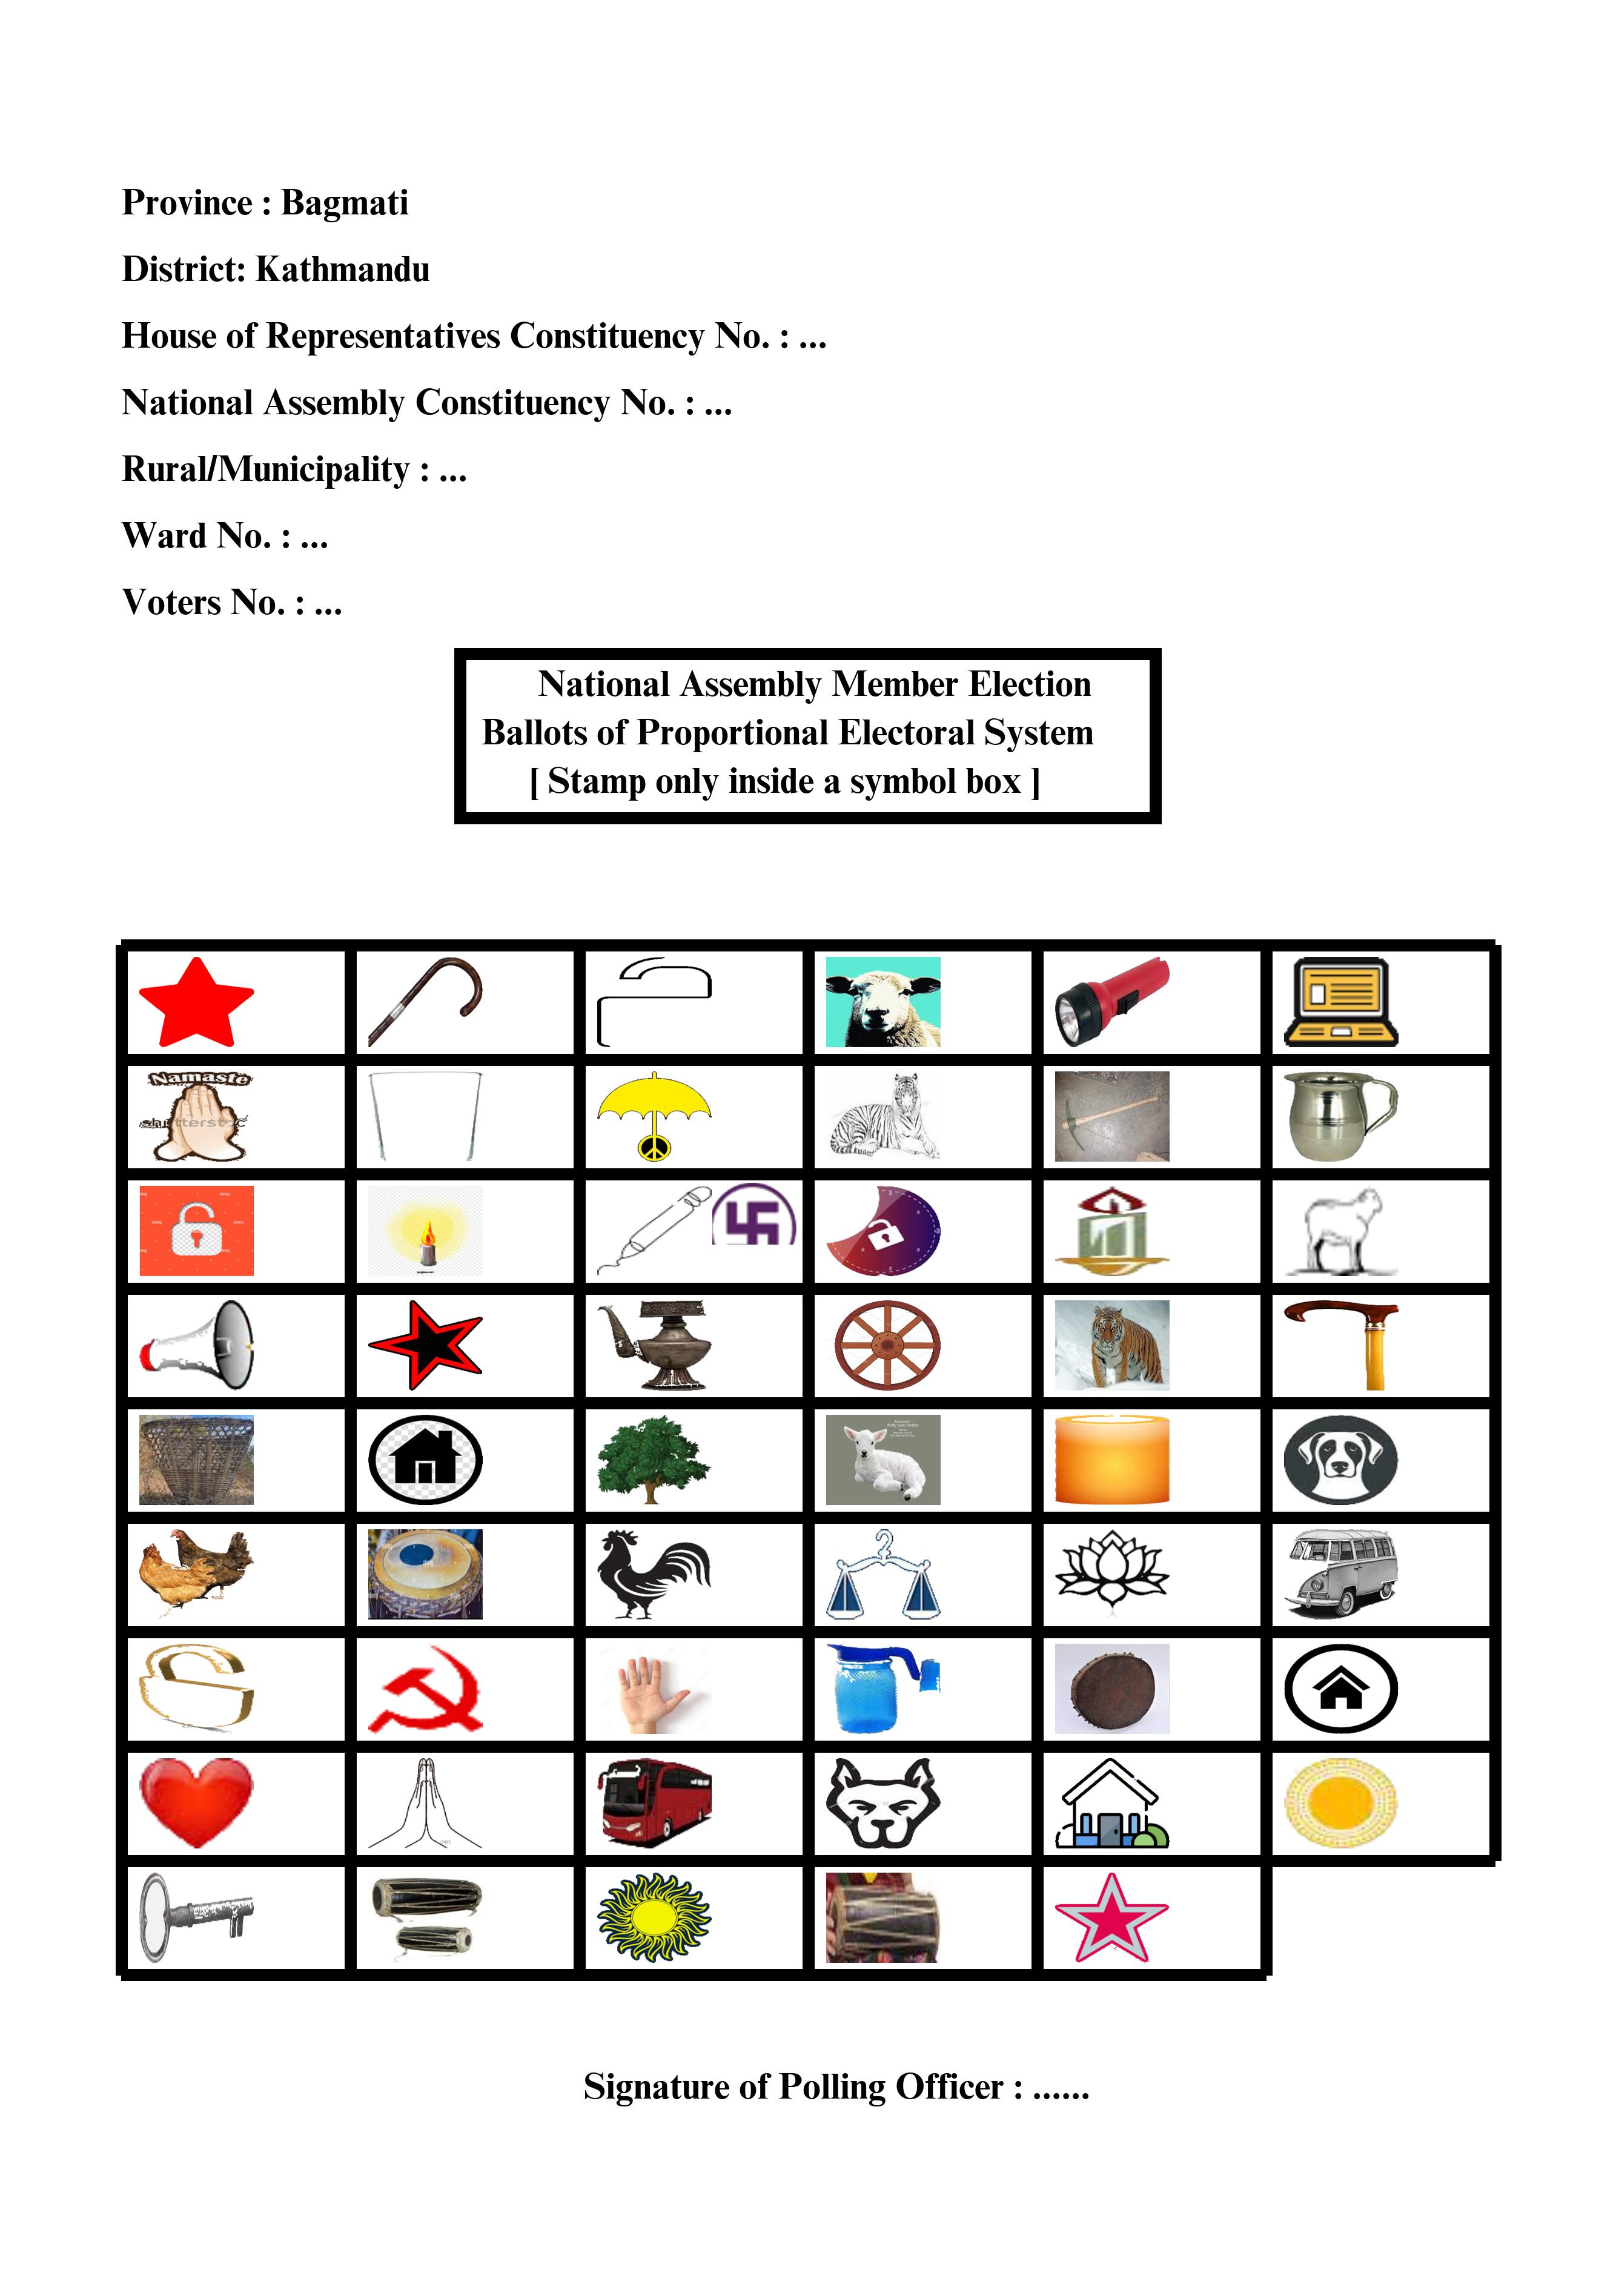 Province : Bagmati
District: Kathmandu
House of Representatives Constituency No. : ...
National Assembly Constituency No. : ...
Rural/Municipality : ...
Ward No. : ...
Voters No. : ...
National Assembly Member Election
Ballots of Proportional Electoral System
[ Stamp only inside a symbol box ]
Namaste
Signature of Polling Officer : ......